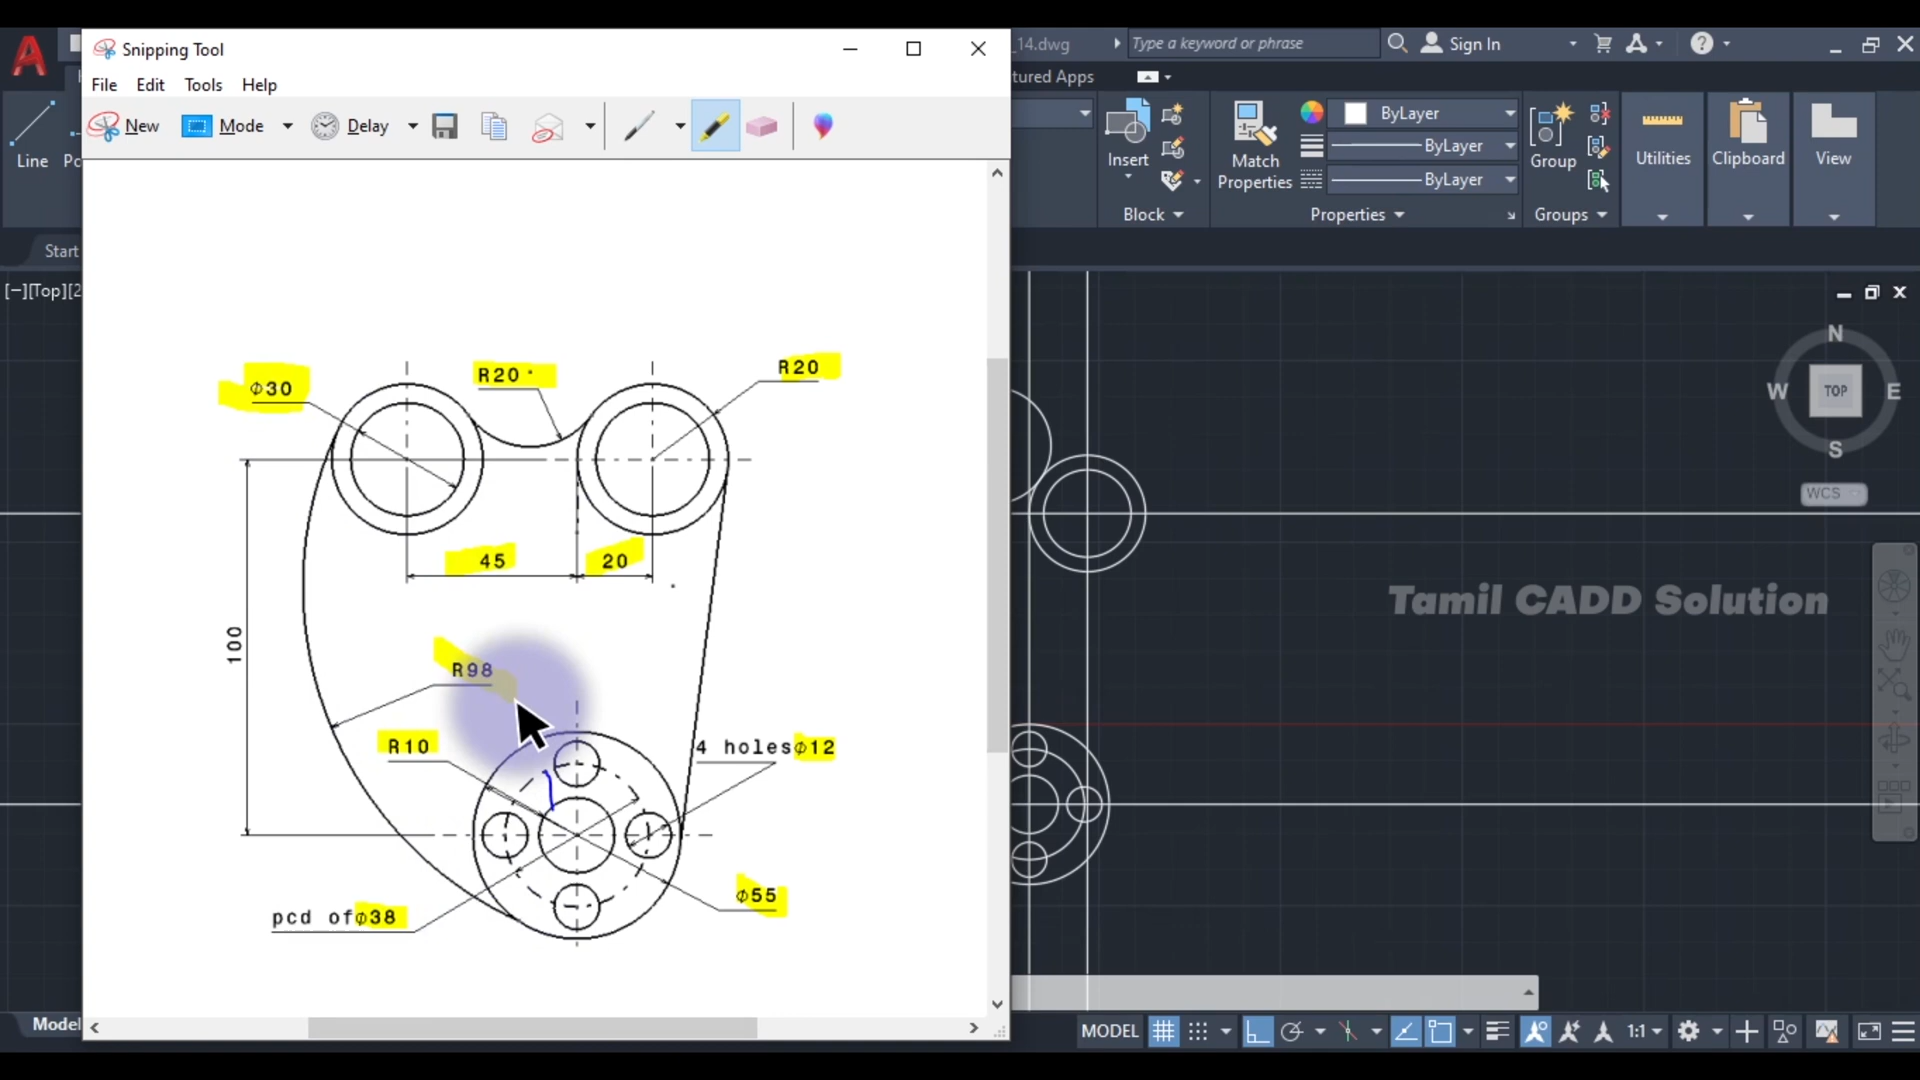 Snipping Tool
File Edit Tools Help
New Mode Delay
_14.dwg Type a keyword or phrase Sign In
tured Apps
Line
Insert Match Properties ByLayer ByLayer ByLayer Group Utilities Clipboard View
Block Properties Groups
Start
[−][Top][2
N
W TOP E
S
WCS
Φ30 R20 R20
45 20
100
R98
R10 4 holesΦ12
pcd ofΦ38 Φ55
Tamil CADD Solution
Model
MODEL 1:1